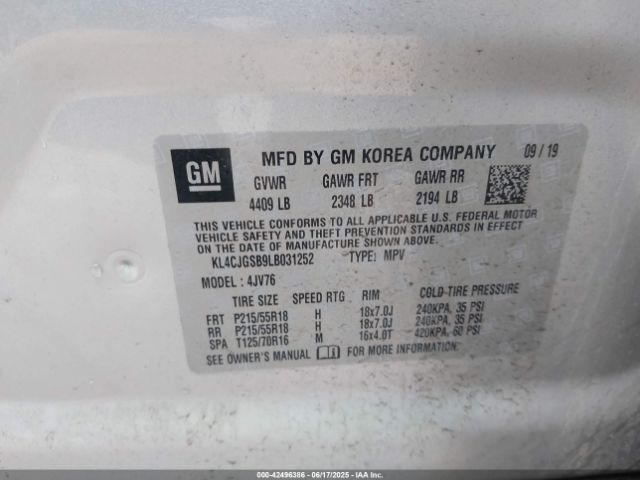 GM
MFD BY GM KOREA COMPANY 09 / 19
GVWR GAWR FRT GAWR RR
4409 LB 2348 LB 2194 LB
THIS VEHICLE CONFORMS TO ALL APPLICABLE U.S. FEDERAL MOTOR
VEHICLE SAFETY AND THEFT PREVENTION STANDARDS IN EFFECT
ON THE DATE OF MANUFACTURE SHOWN ABOVE.
KL4CJGSB9LB031252 TYPE: MPV
MODEL : 4JV76
TIRE SIZE SPEED RTG RIM COLD TIRE PRESSURE
FRT P215/55R18 H 18x7.0J 240KPA, 35 PSI
RR P215/55R18 H 18x7.0J 240KPA, 35 PSI
SPA T125/70R16 M 16x4.0T 420KPA, 60 PSI
SEE OWNER'S MANUAL FOR MORE INFORMATION.
000-42496386 - 06/17/2025 - IAAI.COM